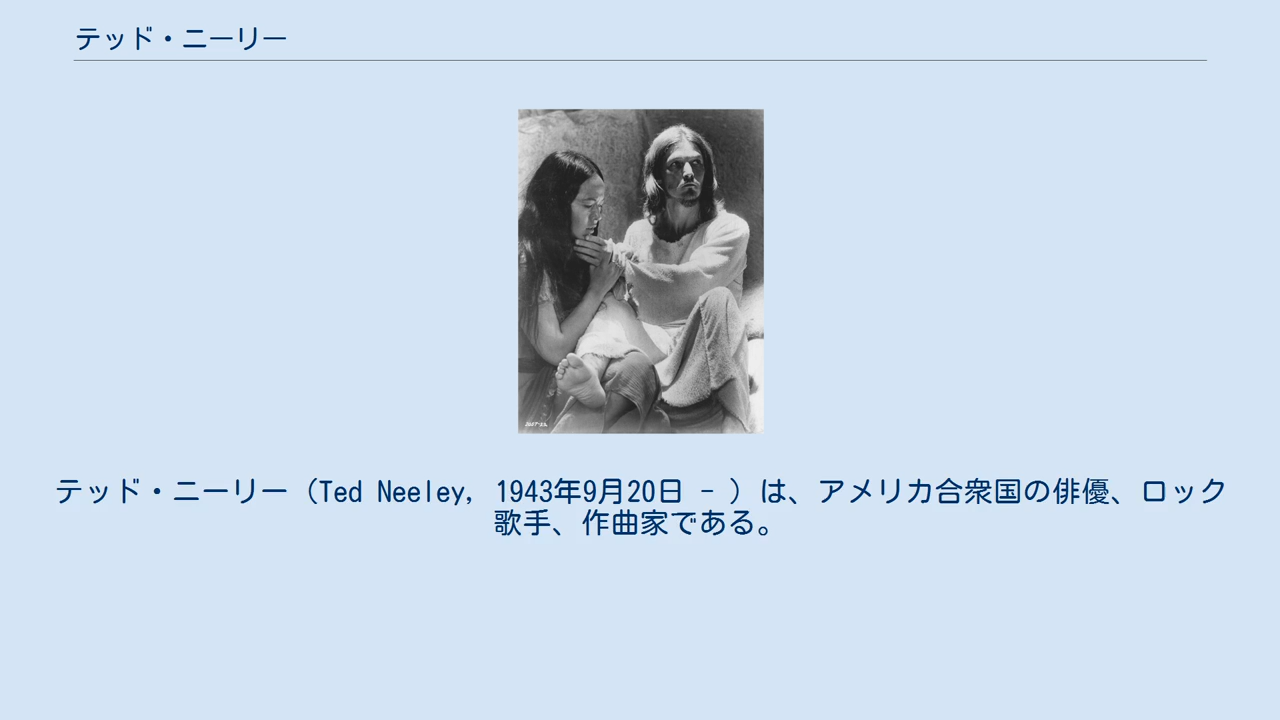 テッド・ニーリー
テッド・ニーリー（Ted Neeley, 1943年9月20日 - ）は、アメリカ合衆国の俳優、ロック
歌手、作曲家である。